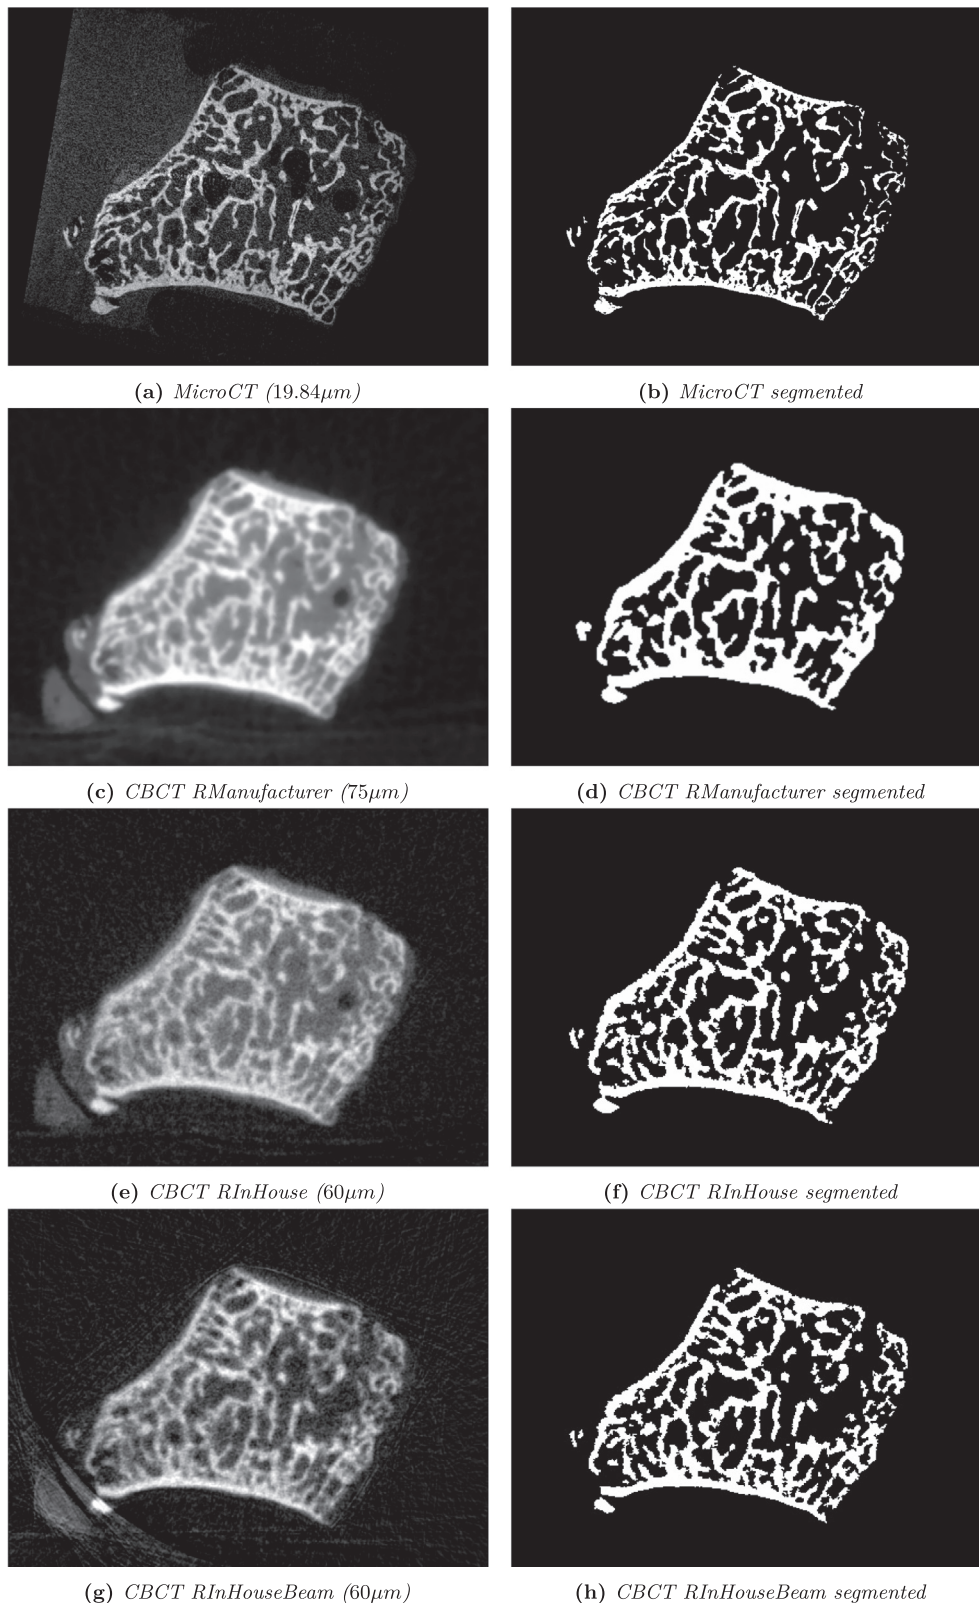 (a) MicroCT (19.84μm)
(b) MicroCT segmented
(c) CBCT RManufacturer (75μm)
(d) CBCT RManufacturer segmented
(e) CBCT RInHouse (60μm)
(f) CBCT RInHouse segmented
(g) CBCT RInHouseBeam (60μm)
(h) CBCT RInHouseBeam segmented